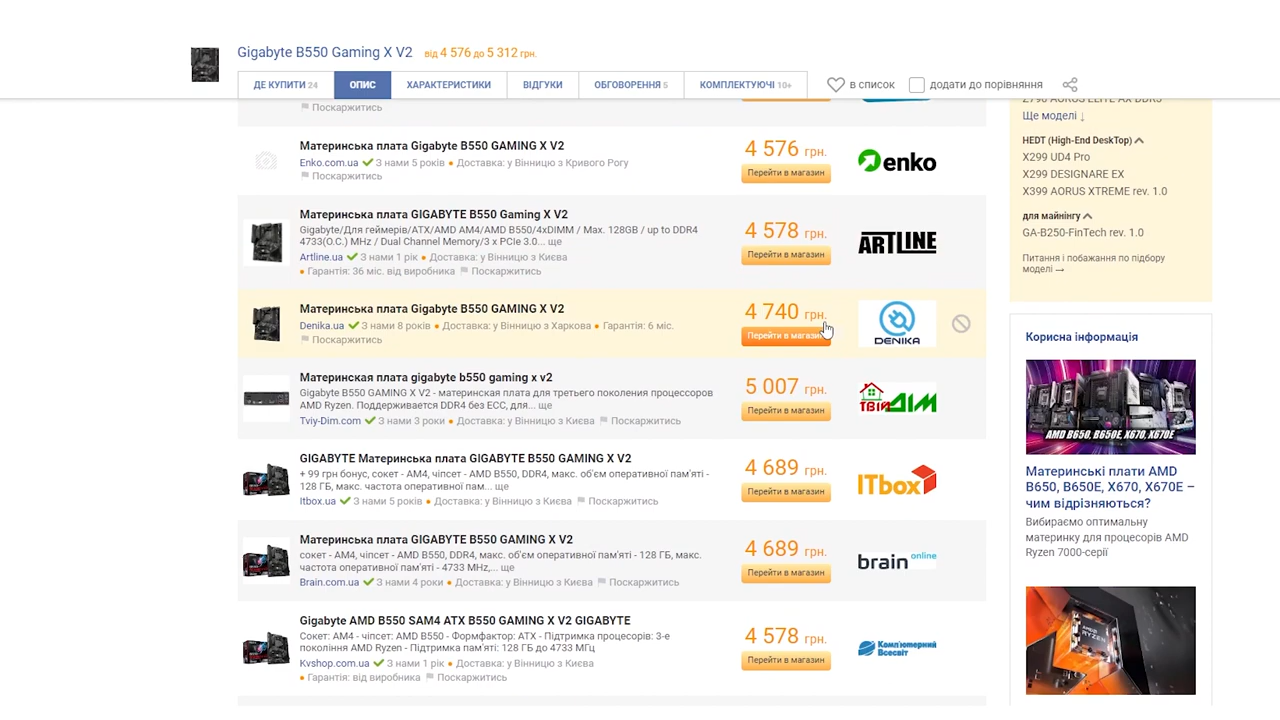 Gigabyte B550 Gaming X V2 від 4 576 до 5 312 грн.
ДЕ КУПИТИ 24
ОПИС
ХАРАКТЕРИСТИКИ
ВІДГУКИ
ОБГОВОРЕННЯ 5
КОМПЛЕКТУЮЧІ 10+
в список
додати до порівняння
Поскаржитись
Материнська плата Gigabyte B550 GAMING X V2
Enko.com.ua З нами 5 років • Доставка: у Вінницю з Кривого Рогу
Поскаржитись
4 576 грн.
Перейти в магазин
enko
Материнська плата GIGABYTE B550 Gaming X V2
Gigabyte/Для геймерів/ATX/AMD AM4/AMD B550/4xDIMM / Max. 128GB / up to DDR4
4733(O.C.) MHz / Dual Channel Memory/3 x PCIe 3.0... ще
Artline.ua З нами 1 рік • Доставка: у Вінницю з Києва
• Гарантія: 36 міс. від виробника Поскаржитись
4 578 грн.
Перейти в магазин
ARTLINE
Материнська плата Gigabyte B550 GAMING X V2
Denika.ua З нами 8 років • Доставка: у Вінницю з Харкова • Гарантія: 6 міс.
Поскаржитись
4 740 грн.
Перейти в магазин
DENIKA
Материнская плата gigabyte b550 gaming x v2
Gigabyte B550 GAMING X V2 - материнская плата для третьего поколения процессоров
AMD Ryzen. Поддерживается DDR4 без ECC, для... ще
Tviy-Dim.com З нами 3 роки • Доставка: у Вінницю з Києва Поскаржитись
5 007 грн.
Перейти в магазин
ТВІЙ ДІМ
GIGABYTE Материнська плата B550 GAMING X V2
+ 99 грн бонус, сокет - AM4, чіпсет - AMD B550, DDR4, макс. об'єм оперативної пам'яті -
128 ГБ, макс. частота оперативної пам... ще
Itbox.ua З нами 5 років • Доставка: у Вінницю з Києва Поскаржитись
4 689 грн.
Перейти в магазин
ITbox
Материнська плата GIGABYTE B550 GAMING X V2
сокет - AM4, чіпсет - AMD B550, DDR4, макс. об'єм оперативної пам'яті - 128 ГБ, макс.
частота оперативної пам'яті - 4733 MHz,... ще
Brain.com.ua З нами 4 роки • Доставка: у Вінницю з Києва Поскаржитись
4 689 грн.
Перейти в магазин
brain online
Gigabyte AMD B550 SAM4 ATX B550 GAMING X V2 GIGABYTE
Сокет: AM4 - чіпсет: AMD B550 - Формфактор: ATX - Підтримка процесорів: 3-е
покоління AMD Ryzen - Підтримка пам'яті: 128 ГБ до 4733 МГц
Kvshop.com.ua З нами 1 рік • Доставка: у Вінницю з Києва
• Гарантія: від виробника Поскаржитись
4 578 грн.
Перейти в магазин
Комп'ютерний
Всесвіт
Z790 AORUS ELITE AX DDR5
Ще моделі ↓
HEDT (High-End DeskTop)
X299 UD4 Pro
X299 DESIGNARE EX
X399 AORUS XTREME rev. 1.0
для майнінгу
GA-B250-FinTech rev. 1.0
Питання і побажання по підбору
моделі →
Корисна інформація
AMD B650, B650E, X670, X670E
Материнські плати AMD
B650, B650E, X670, X670E –
чим відрізняються?
Вибираємо оптимальну
материнку для процесорів AMD
Ryzen 7000-серії
AMD
RYZEN